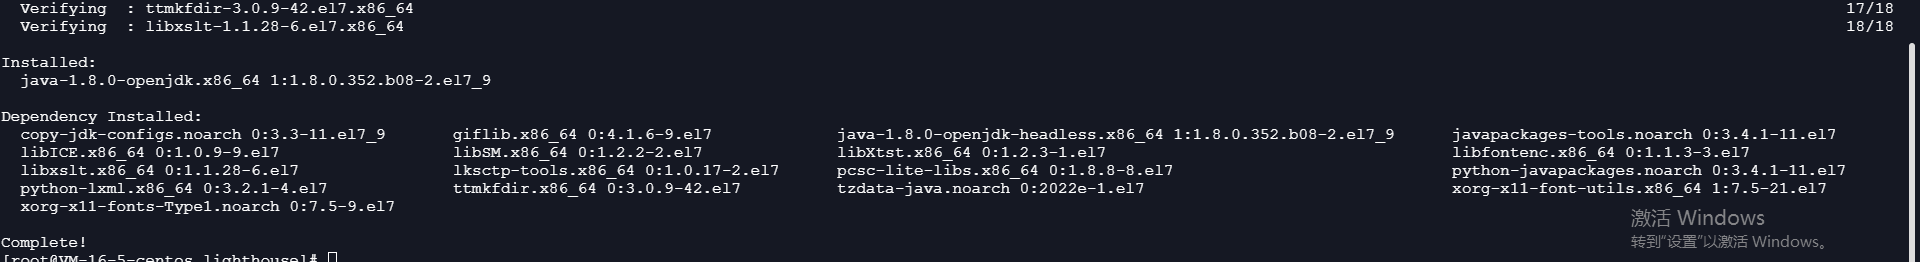 Verifying  : ttmkfdir-3.0.9-42.el7.x86_64 17/18
Verifying  : libxslt-1.1.28-6.el7.x86_64 18/18
Installed:
java-1.8.0-openjdk.x86_64 1:1.8.0.352.b08-2.el7_9
Dependency Installed:
copy-jdk-configs.noarch 0:3.3-11.el7_9 giflib.x86_64 0:4.1.6-9.el7 java-1.8.0-openjdk-headless.x86_64 1:1.8.0.352.b08-2.el7_9 javapackages-tools.noarch 0:3.4.1-11.el7
libICE.x86_64 0:1.0.9-9.el7 libSM.x86_64 0:1.2.2-2.el7 libXtst.x86_64 0:1.2.3-1.el7 libfontenc.x86_64 0:1.1.3-3.el7
libxslt.x86_64 0:1.1.28-6.el7 lksctp-tools.x86_64 0:1.0.17-2.el7 pcsc-lite-libs.x86_64 0:1.8.8-8.el7 python-javapackages.noarch 0:3.4.1-11.el7
python-lxml.x86_64 0:3.2.1-4.el7 ttmkfdir.x86_64 0:3.0.9-42.el7 tzdata-java.noarch 0:2022e-1.el7 xorg-x11-font-utils.x86_64 1:7.5-21.el7
xorg-x11-fonts-Type1.noarch 0:7.5-9.el7
激活 Windows
转到"设置"以激活 Windows。
Complete!
[root@VM-16-5-centos lighthouse]#